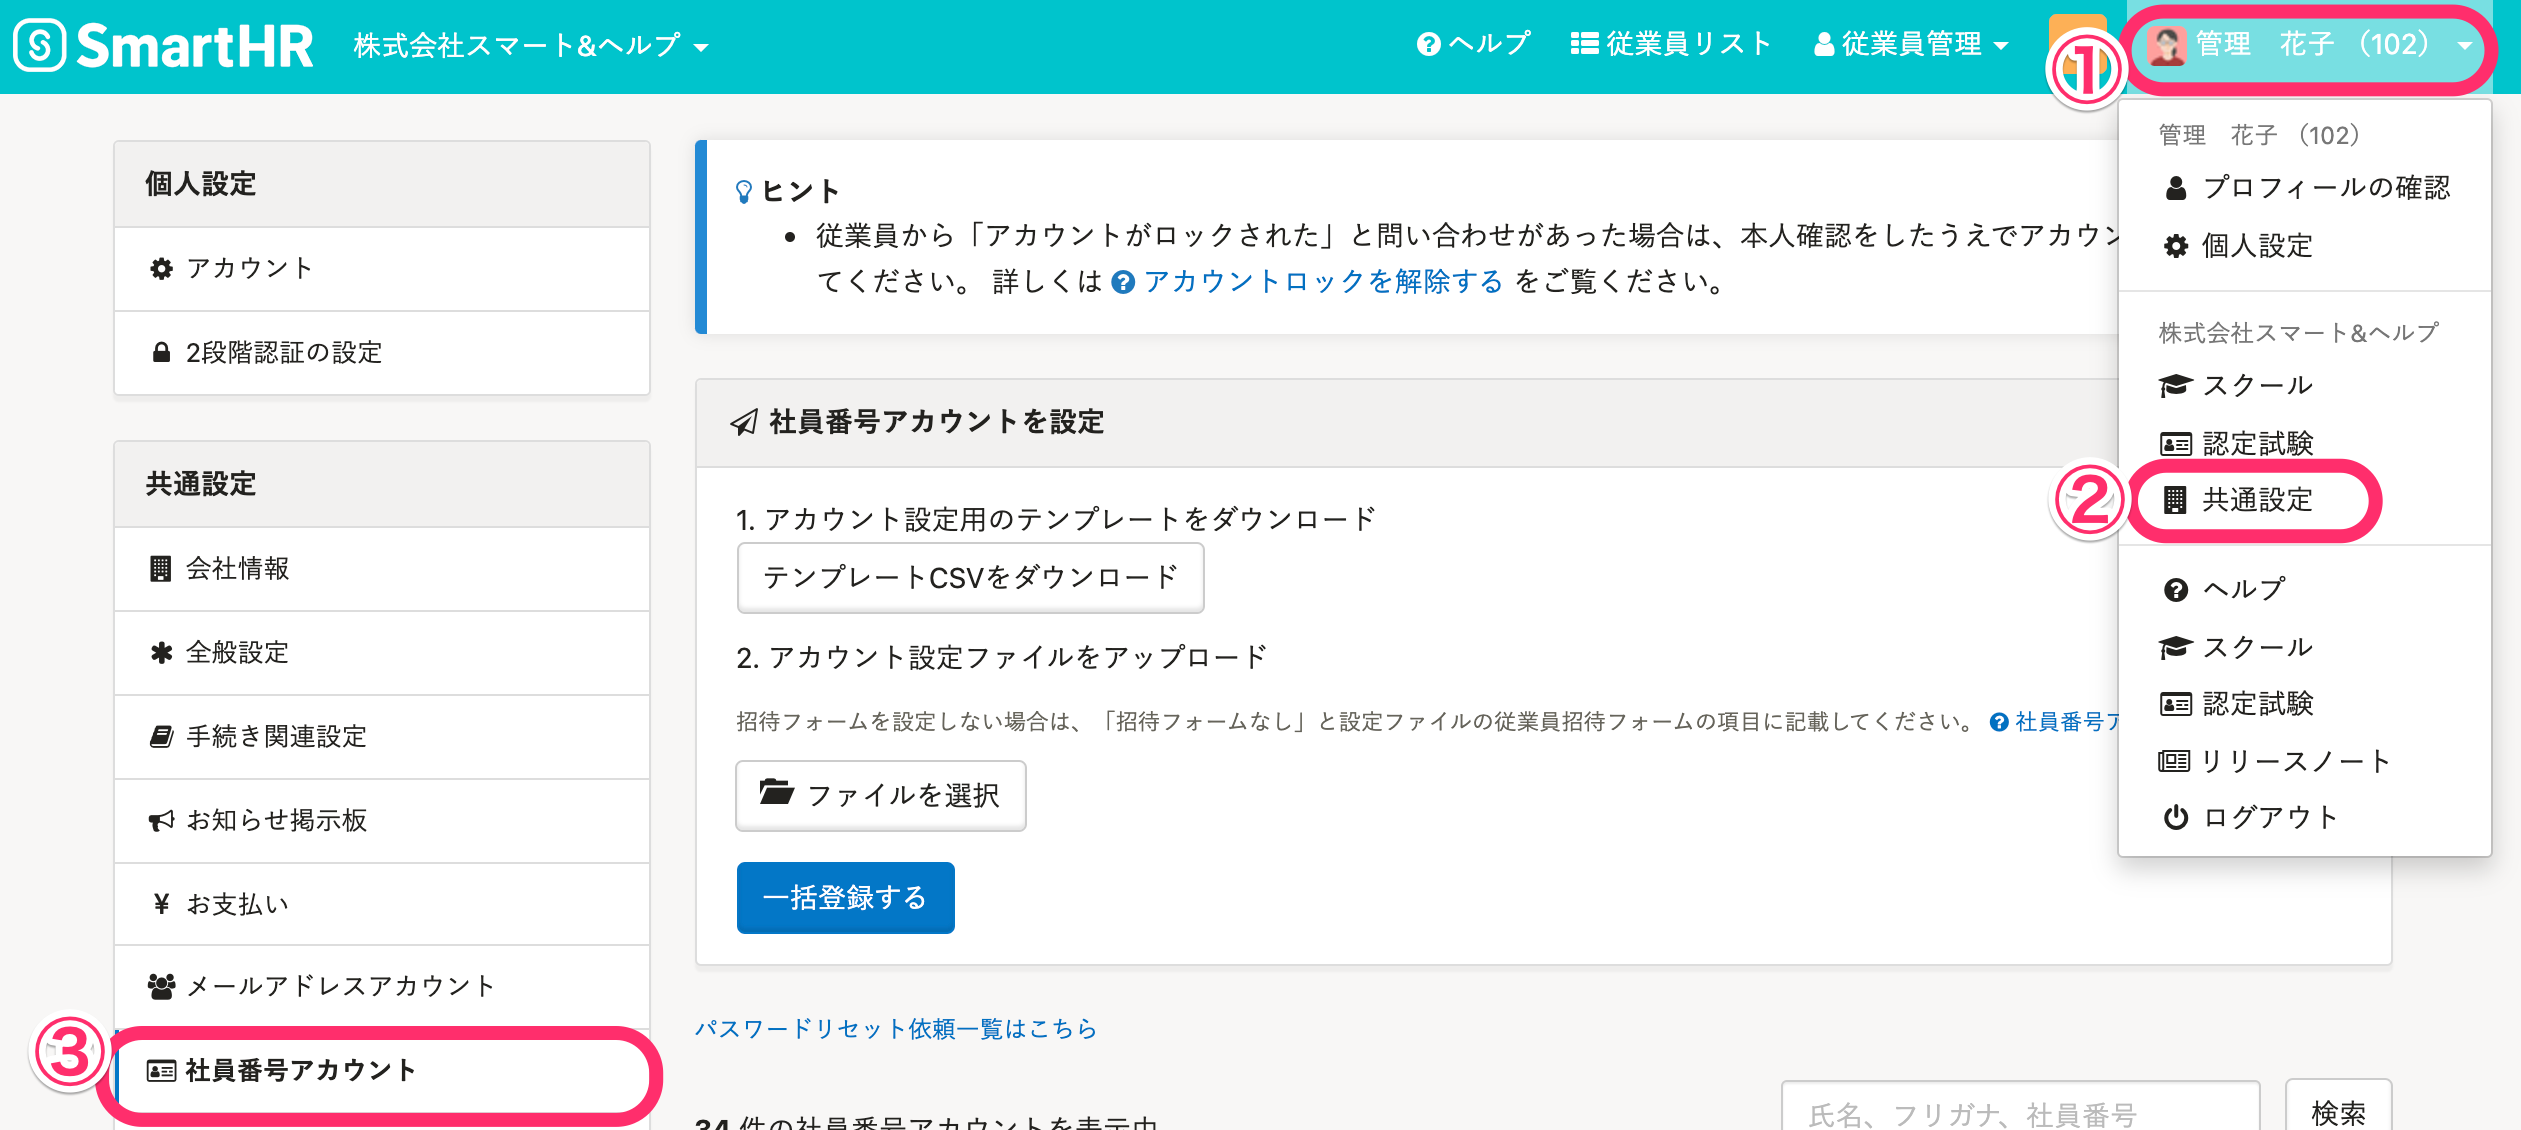 SmartHR
株式会社スマート&ヘルプ
ヘルプ
従業員リスト
従業員管理
①
管理　花子 （102）
個人設定
アカウント
2段階認証の設定
共通設定
会社情報
全般設定
手続き関連設定
お知らせ掲示板
¥ お支払い
メールアドレスアカウント
③
社員番号アカウント
ヒント
• 従業員から「アカウントがロックされた」と問い合わせがあった場合は、本人確認をしたうえでアカウン
てください。 詳しくは アカウントロックを解除する をご覧ください。
社員番号アカウントを設定
1. アカウント設定用のテンプレートをダウンロード
テンプレートCSVをダウンロード
2. アカウント設定ファイルをアップロード
招待フォームを設定しない場合は、「招待フォームなし」と設定ファイルの従業員招待フォームの項目に記載してください。 社員番号ア
ファイルを選択
一括登録する
パスワードリセット依頼一覧はこちら
34 件の社員番号アカウントを表示中
氏名、フリガナ、社員番号
検索
管理　花子 （102）
プロフィールの確認
個人設定
株式会社スマート&ヘルプ
スクール
認定試験
②
共通設定
ヘルプ
スクール
認定試験
リリースノート
ログアウト